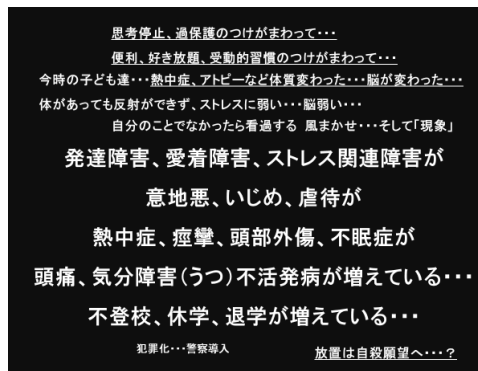 思考停止、過保護のつけがまわって・・・
便利、好き放題、受動的習慣のつけがまわって・・・
今時の子ども達・・・熱中症、アトピーなど体質変わった・・・脳が変わった・・・
体があっても反射ができず、ストレスに弱い・・・脳弱い・・・
自分のことでなかったら看過する 風まかせ・・・そして「現象」
発達障害、愛着障害、ストレス関連障害が
意地悪、いじめ、虐待が
熱中症、痙攣、頭部外傷、不眠症が
頭痛、気分障害(うつ)不活発病が増えている・・・
不登校、休学、退学が増えている・・・
犯罪化・・・警察導入
放置は自殺願望へ・・・?